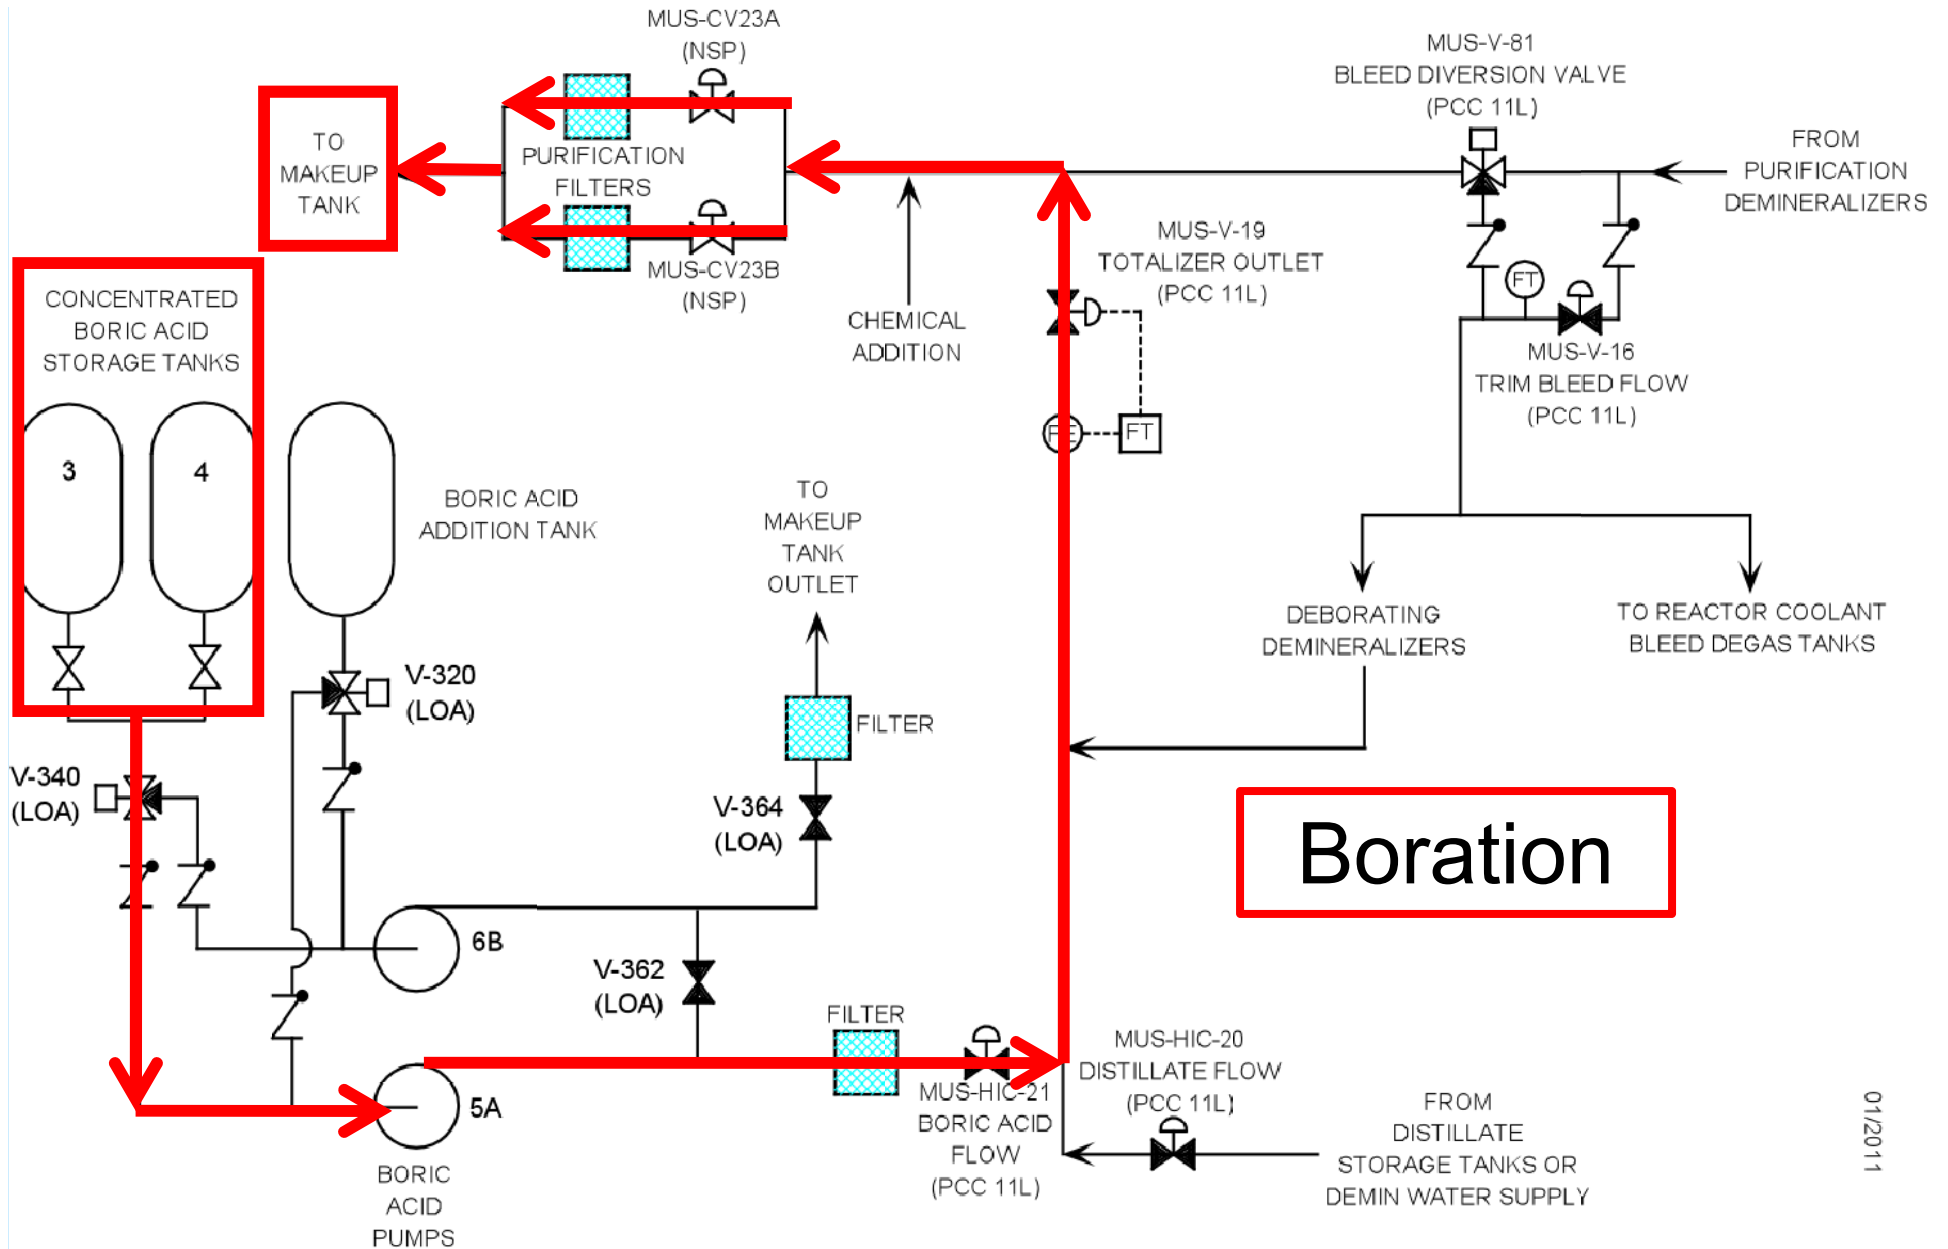 MUS-CV23A
(NSP)
MUS-V-81
BLEED DIVERSION VALVE
(PCC 11L)
FROM
PURIFICATION
DEMINERALIZERS
TO
MAKEUP
TANK
PURIFICATION
FILTERS
MUS-CV23B
(NSP)
CHEMICAL
ADDITION
MUS-V-19
TOTALIZER OUTLET
(PCC 11L)
FT
MUS-V-16
TRIM BLEED FLOW
(PCC 11L)
FE
FT
CONCENTRATED
BORIC ACID
STORAGE TANKS
3
4
BORIC ACID
ADDITION TANK
TO
MAKEUP
TANK
OUTLET
DEBORATING
DEMINERALIZERS
TO REACTOR COOLANT
BLEED DEGAS TANKS
V-320
(LOA)
FILTER
V-340
(LOA)
V-364
(LOA)
Boration
6B
V-362
(LOA)
FILTER
5A
BORIC
ACID
PUMPS
MUS-HIC-21
BORIC ACID
FLOW
(PCC 11L)
MUS-HIC-20
DISTILLATE FLOW
(PCC 11L)
FROM
DISTILLATE
STORAGE TANKS OR
DEMIN WATER SUPPLY
01/2011